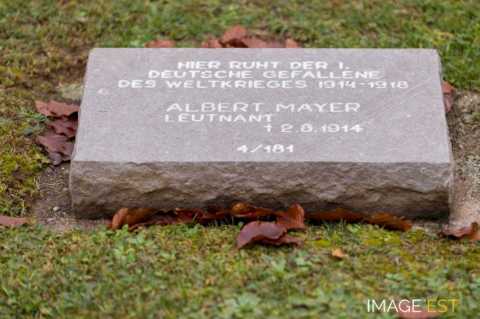 HIER RUHT DER 1.
DEUTSCHE GEFALLENE
DES WELTKRIEGES 1914-1918
ALBERT MAYER
LEUTNANT
† 2.8.1914
4/181
IMAGE EST